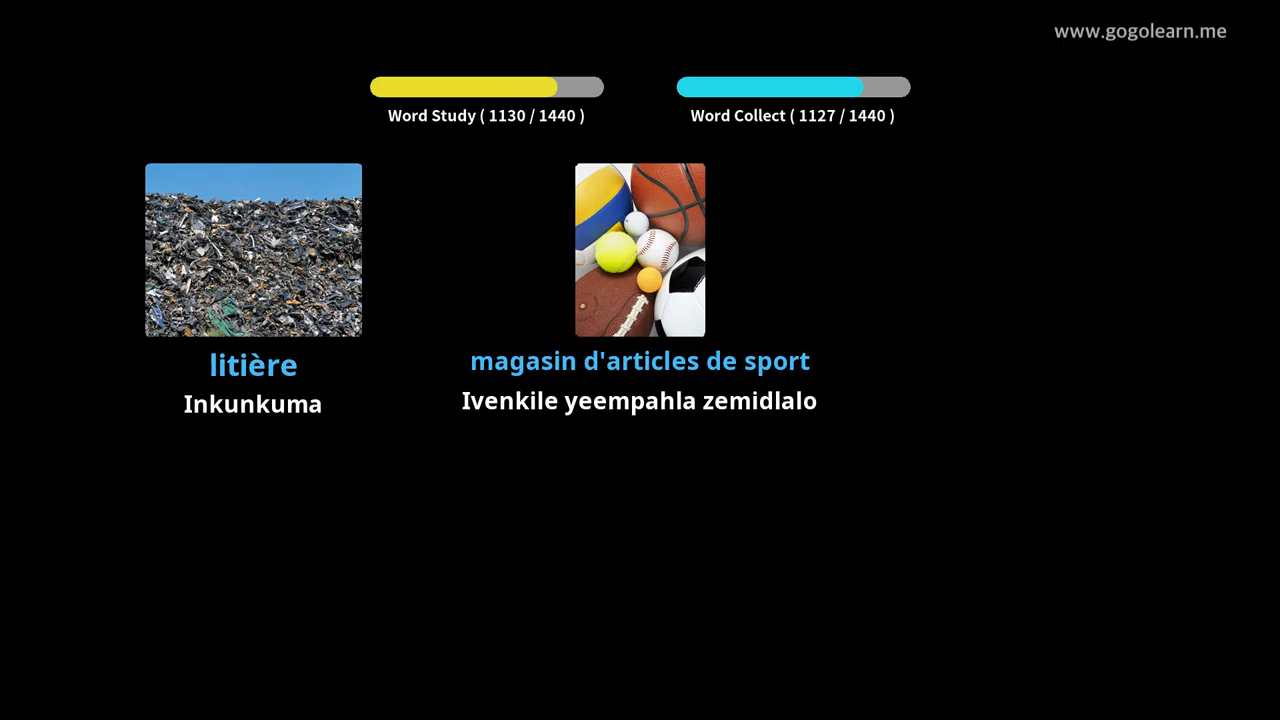 www.gogolearn.me
Word Study ( 1130 / 1440 )
Word Collect ( 1127 / 1440 )
litière
Inkunkuma
magasin d'articles de sport
Ivenkile yeempahla zemidlalo